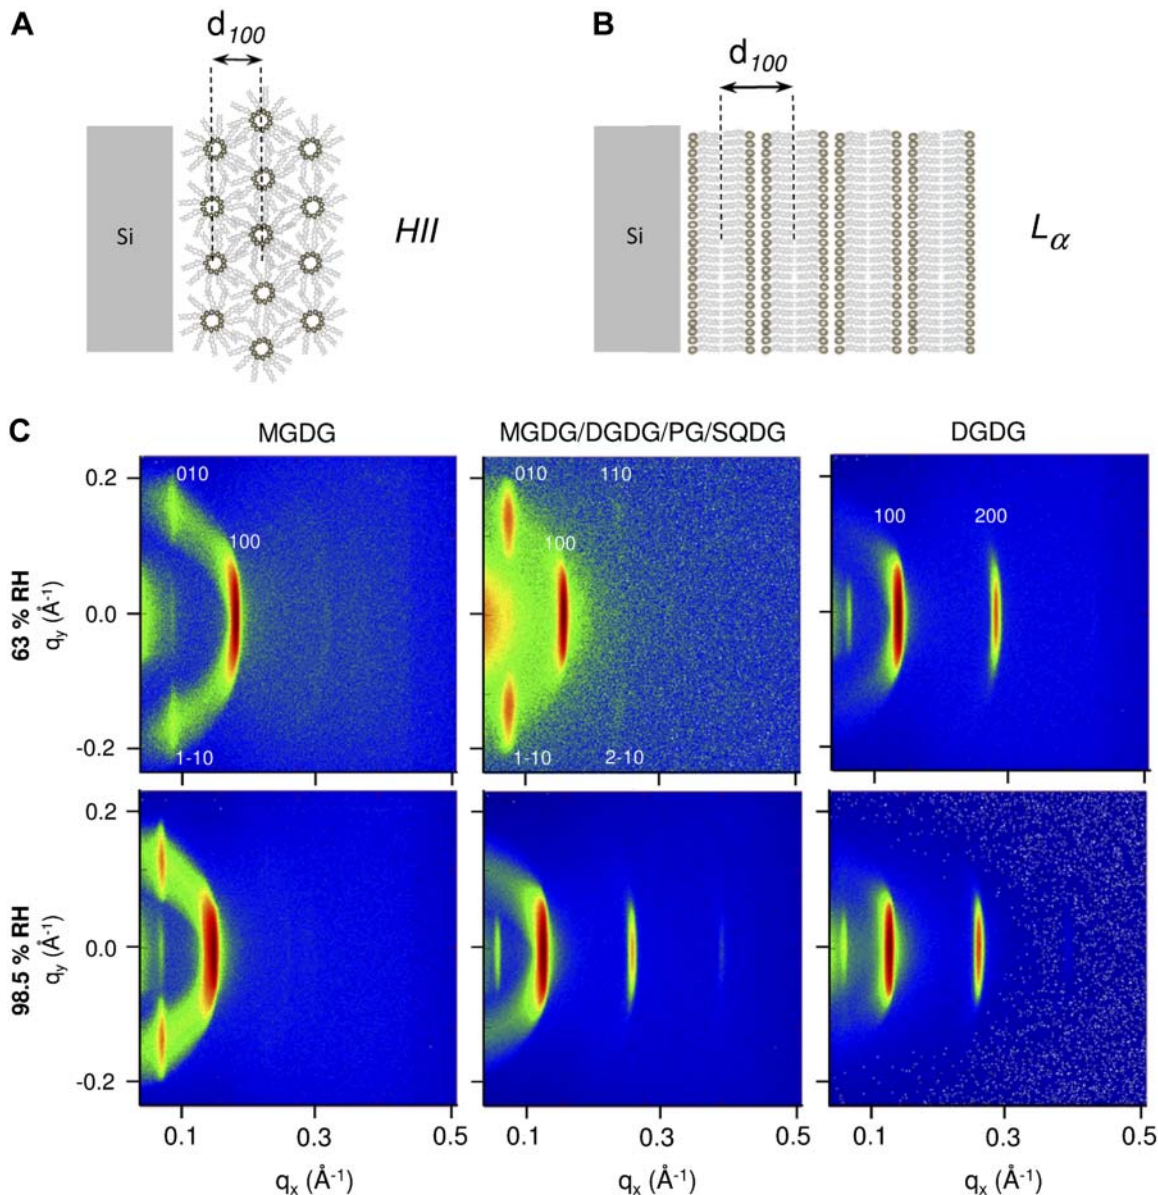 A
d100
Si
HII
B
d100
Si
Lα
C
MGDG
MGDG/DGDG/PG/SQDG
DGDG
63 % RH
qy (Å-1)
0.2
0.0
-0.2
010
100
1-10
010
110
100
1-10
2-10
100
200
98.5 % RH
qy (Å-1)
0.2
0.0
-0.2
0.1 0.3 0.5
0.1 0.3 0.5
0.1 0.3 0.5
qx (Å-1)
qx (Å-1)
qx (Å-1)